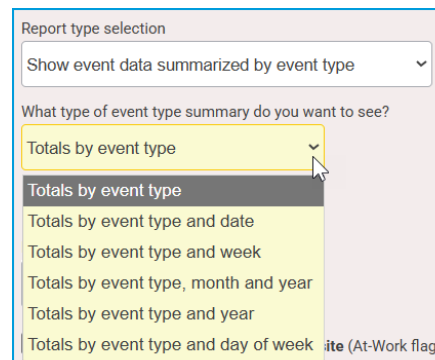 Report type selection
Show event data summarized by event type
What type of event type summary do you want to see?
Totals by event type
Totals by event type
Totals by event type and date
Totals by event type and week
Totals by event type, month and year
Totals by event type and year
Totals by event type and day of week
site (At-Work flag